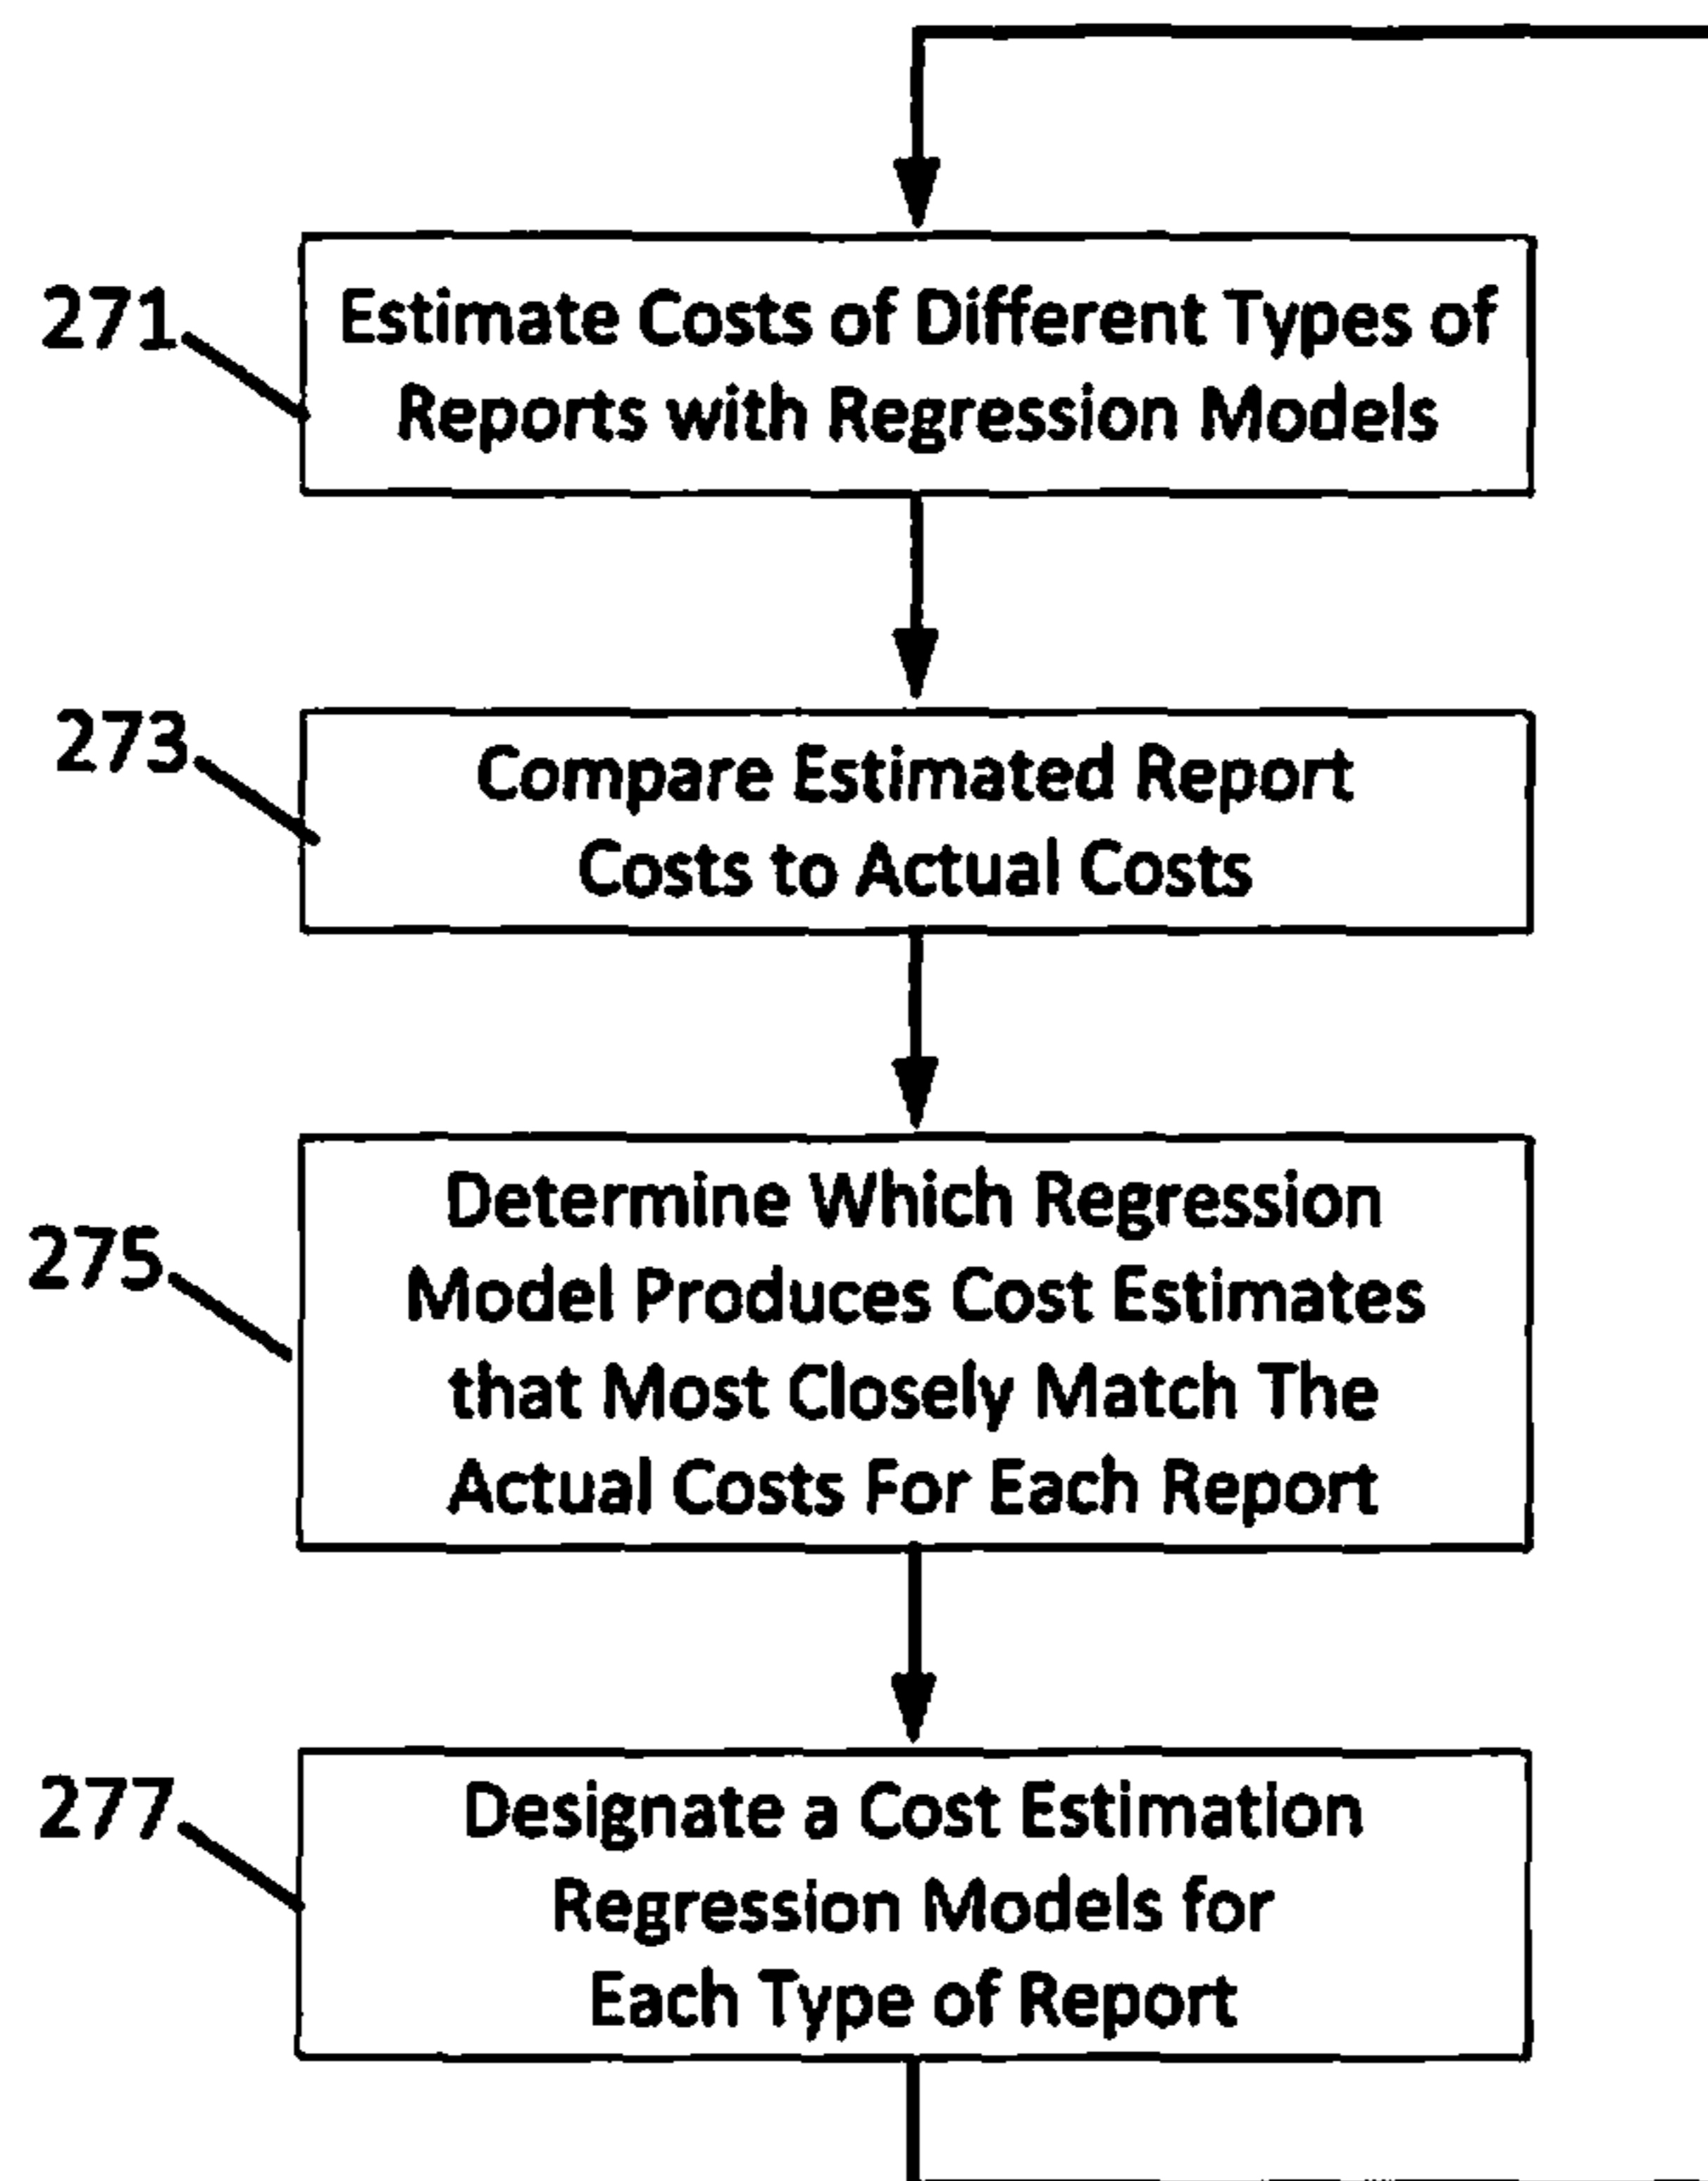 271
Estimate Costs of Different Types of
Reports with Regression Models
273
Compare Estimated Report
Costs to Actual Costs
275
Determine Which Regression
Model Produces Cost Estimates
that Most Closely Match The
Actual Costs For Each Report
277
Designate a Cost Estimation
Regression Models for
Each Type of Report